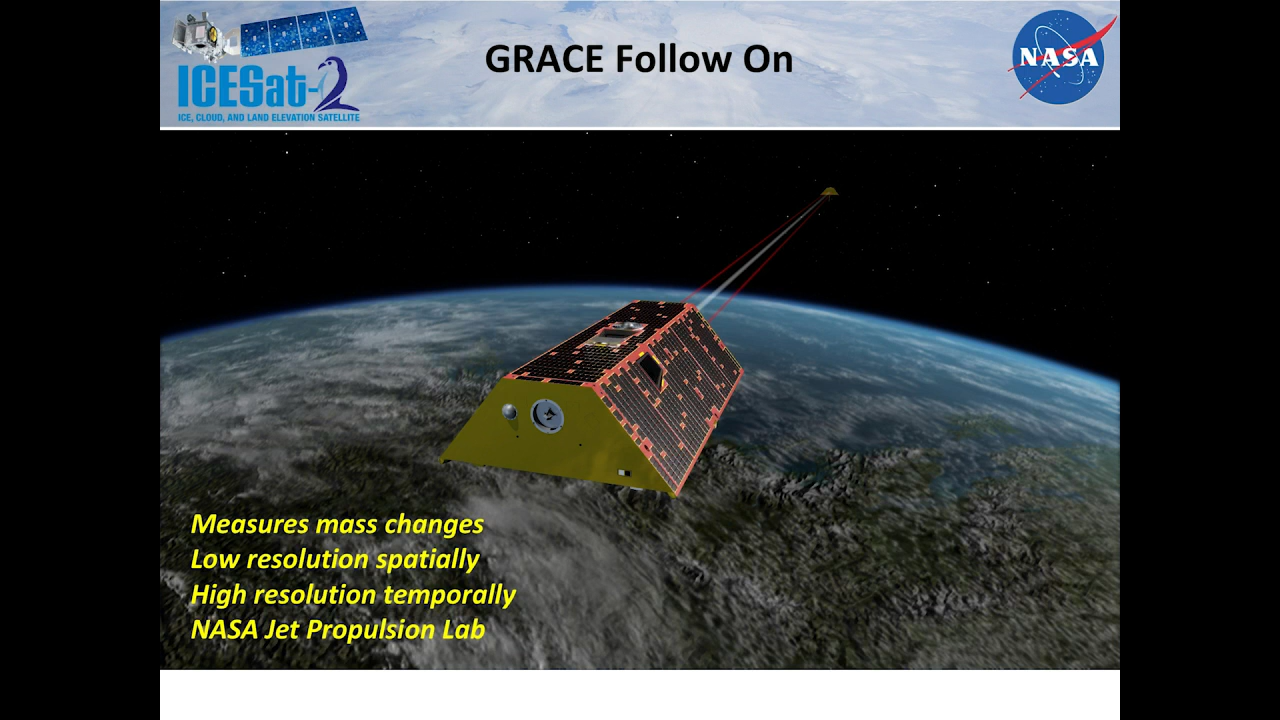 GRACE Follow On
ICESat-2
ICE, CLOUD, AND LAND ELEVATION SATELLITE
NASA
Measures mass changes
Low resolution spatially
High resolution temporally
NASA Jet Propulsion Lab